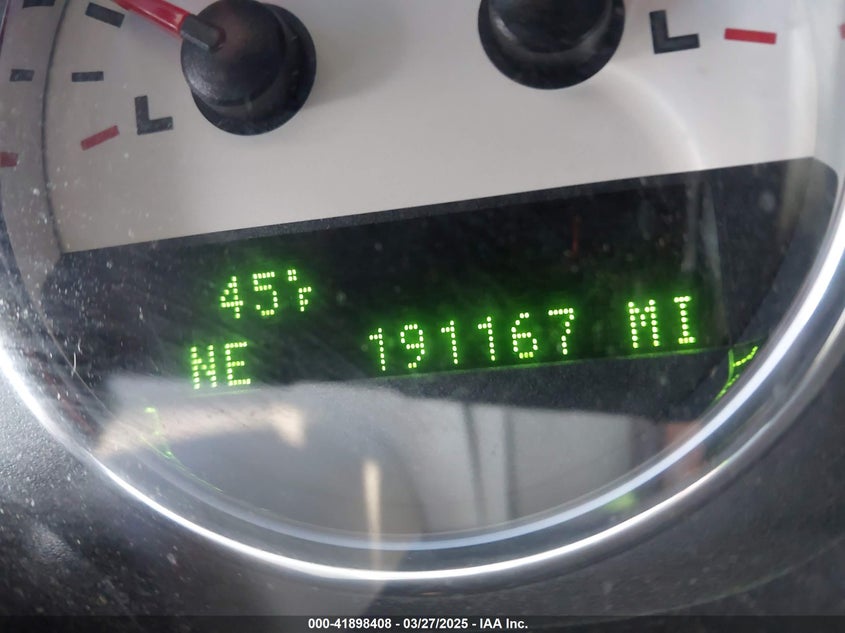 L
L
45°F
NE 191167 MI
000-41898408 - 03/27/2025 - IAA Inc.